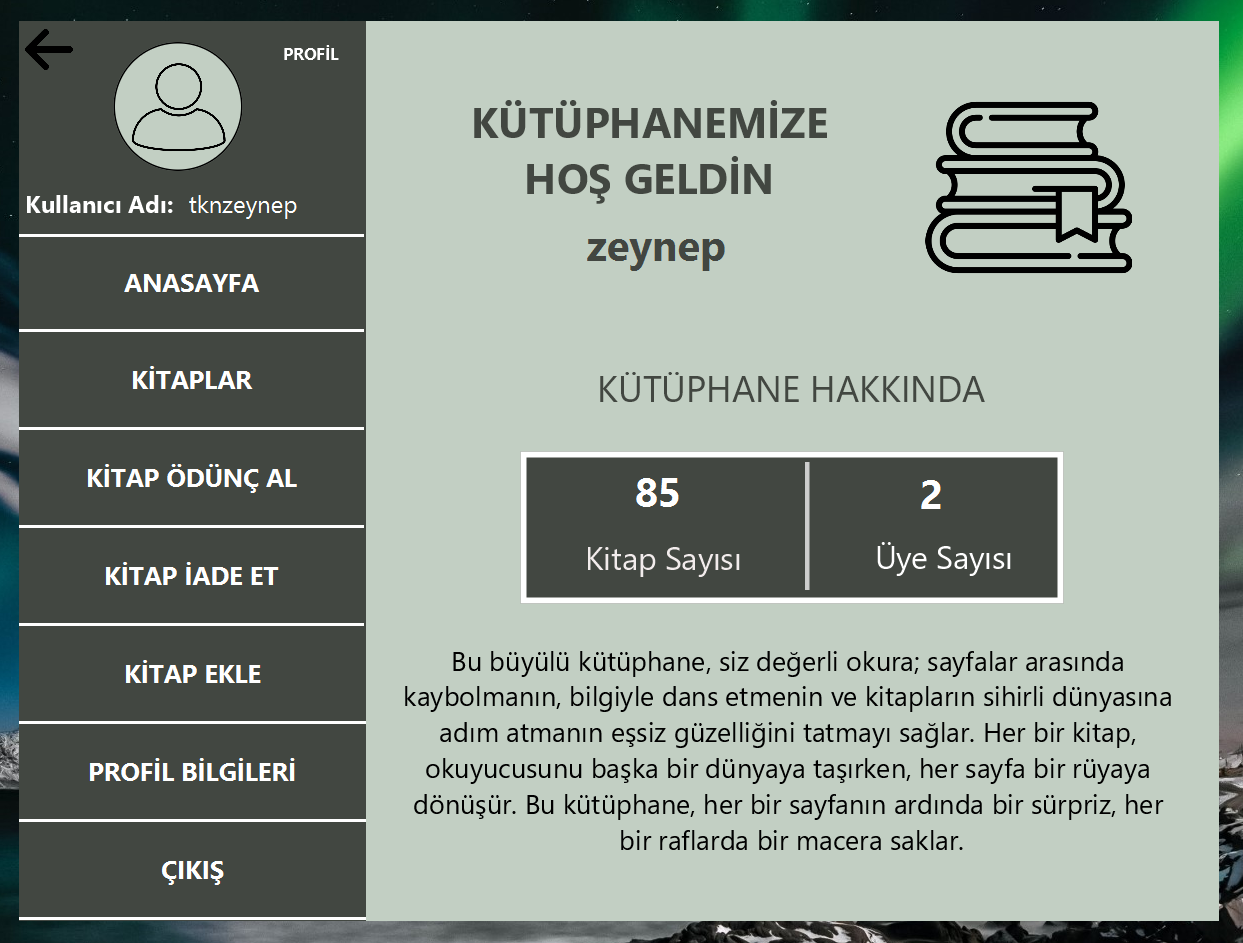 PROFİL
Kullanıcı Adı: tknzeynep
ANASAYFA
KİTAPLAR
KİTAP ÖDÜNÇ AL
KİTAP İADE ET
KİTAP EKLE
PROFİL BİLGİLERİ
ÇIKIŞ
KÜTÜPHANEMİZE
HOŞ GELDİN
zeynep
KÜTÜPHANE HAKKINDA
85
Kitap Sayısı
2
Üye Sayısı
Bu büyülü kütüphane, siz değerli okura; sayfalar arasında
kaybolmanın, bilgiyle dans etmenin ve kitapların sihirli dünyasına
adım atmanın eşsiz güzelliğini tatmayı sağlar. Her bir kitap,
okuyucusunu başka bir dünyaya taşırken, her sayfa bir rüyaya
dönüşür. Bu kütüphane, her bir sayfanın ardında bir sürpriz, her
bir raflarda bir macera saklar.